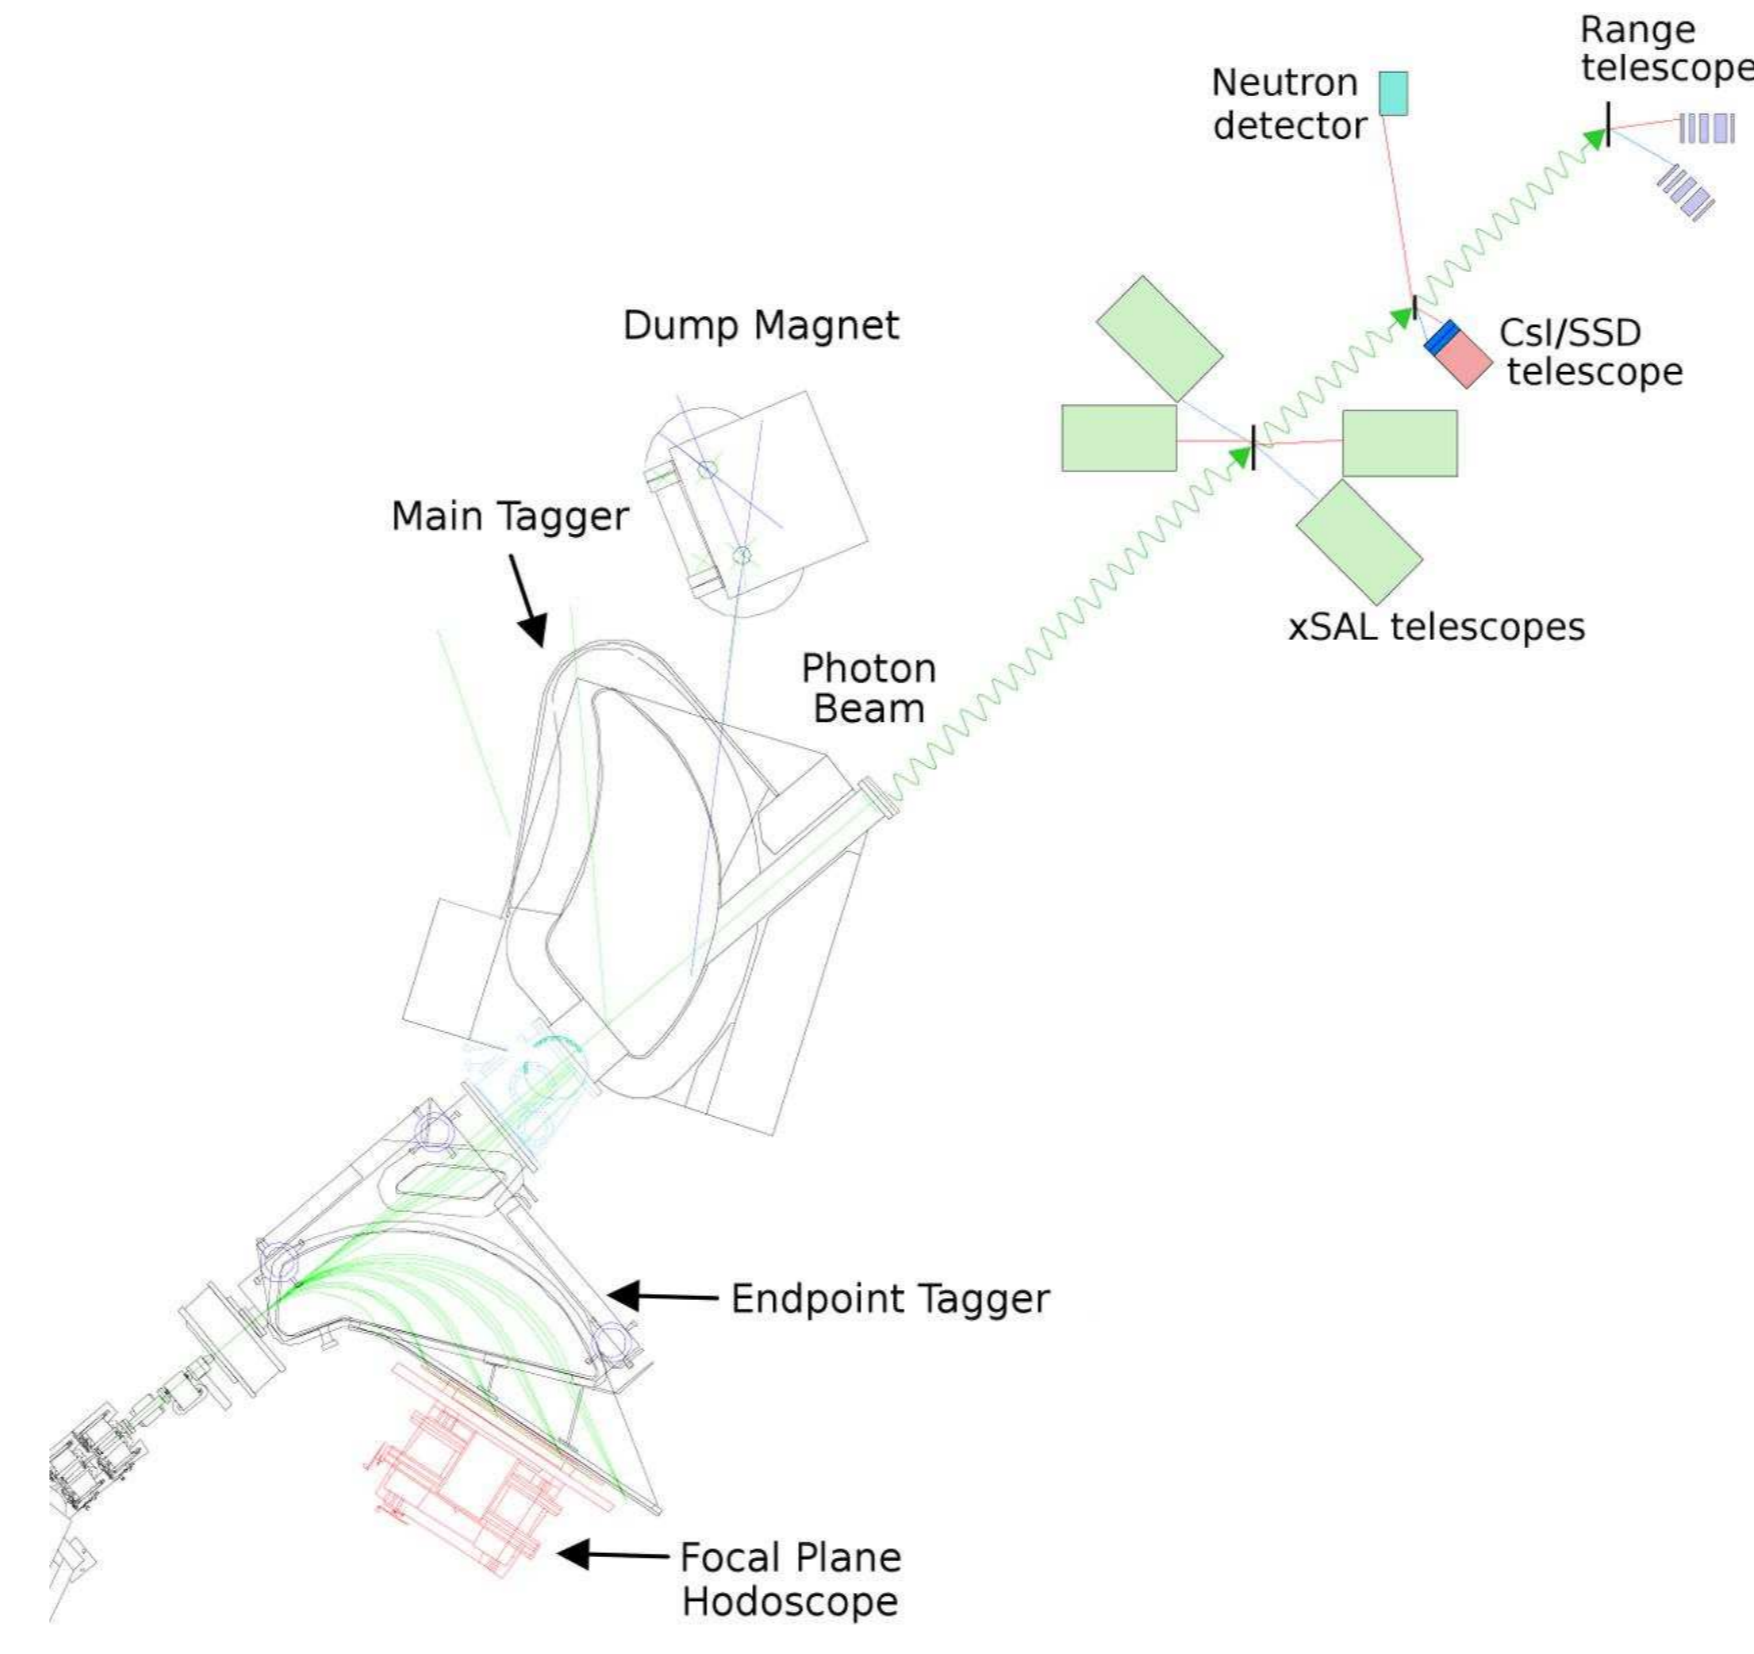 Range
telescope
Neutron
detector
CsI/SSD
telescope
Dump Magnet
Main Tagger
xSAL telescopes
Photon
Beam
Endpoint Tagger
Focal Plane
Hodoscope